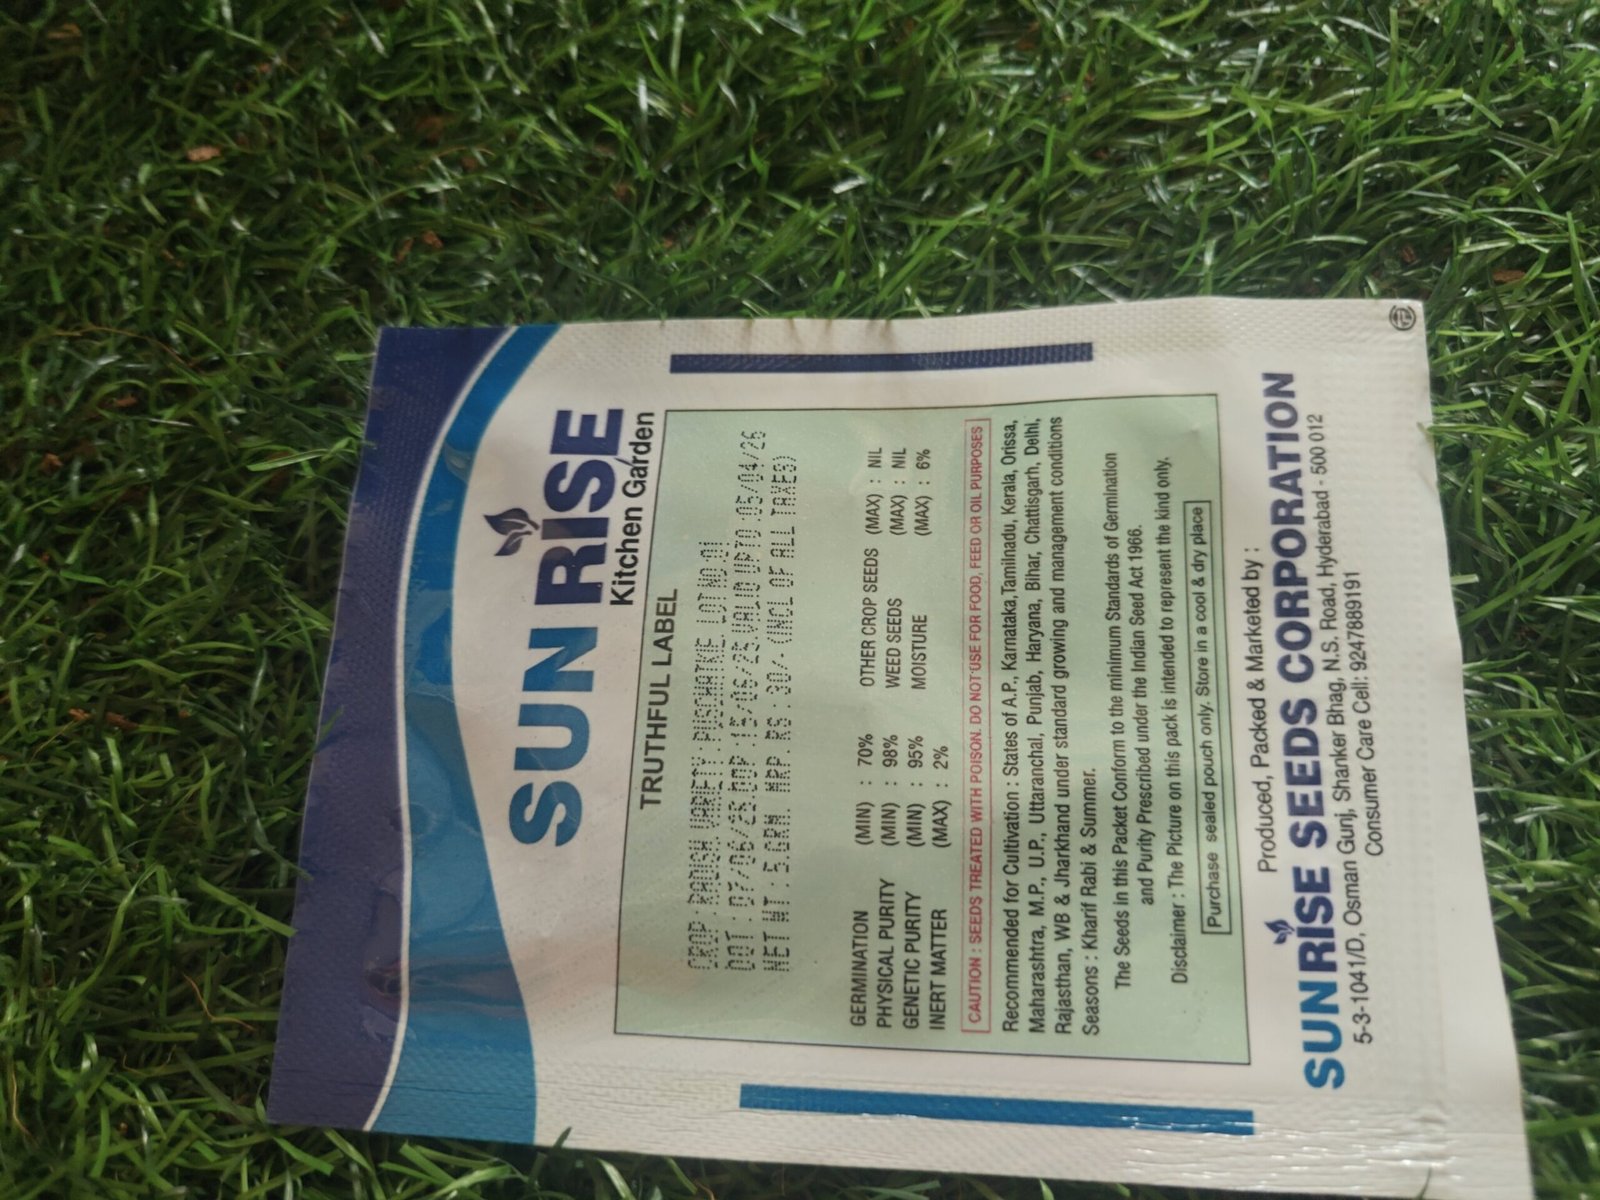 SUN RISE
Kitchen Garden
TRUTHFUL LABEL
CROP : RADISH VARIETY : PUSCHATKE LOT NO:01
DOT : 07/06/25 DOP : 15/06/25 VALID UPTO :05/04/26
NET WT : 5.GRM. MRP. RS :30/- (INCL OF ALL TAXES)
GERMINATION (MIN) : 70% OTHER CROP SEEDS (MAX) : NIL
PHYSICAL PURITY (MIN) : 98% WEED SEEDS (MAX) : NIL
GENETIC PURITY (MIN) : 95% MOISTURE (MAX) : 6%
INERT MATTER (MAX) : 2%
CAUTION : SEEDS TREATED WITH POISON. DO NOT USE FOR FOOD, FEED OR OIL PURPOSES
Recommended for Cultivation : States of A.P., Karnataka,Tamilnadu, Kerala, Orissa,
Maharashtra, M.P., U.P., Uttaranchal, Punjab, Haryana, Bihar, Chattisgarh, Delhi,
Rajasthan, WB & Jharkhand under standard growing and management conditions
Seasons : Kharif Rabi & Summer.
The Seeds in this Packet Conform to the minimum Standards of Germination
and Purity Prescribed under the Indian Seed Act 1966.
Disclaimer : The Picture on this pack is intended to represent the kind only.
Purchase sealed pouch only. Store in a cool & dry place
Produced, Packed & Marketed by :
SUNRISE SEEDS CORPORATION
5-3-1041/D, Osman Gunj, Shanker Bhag, N.S. Road, Hyderabad - 500 012
Consumer Care Cell: 9247889191